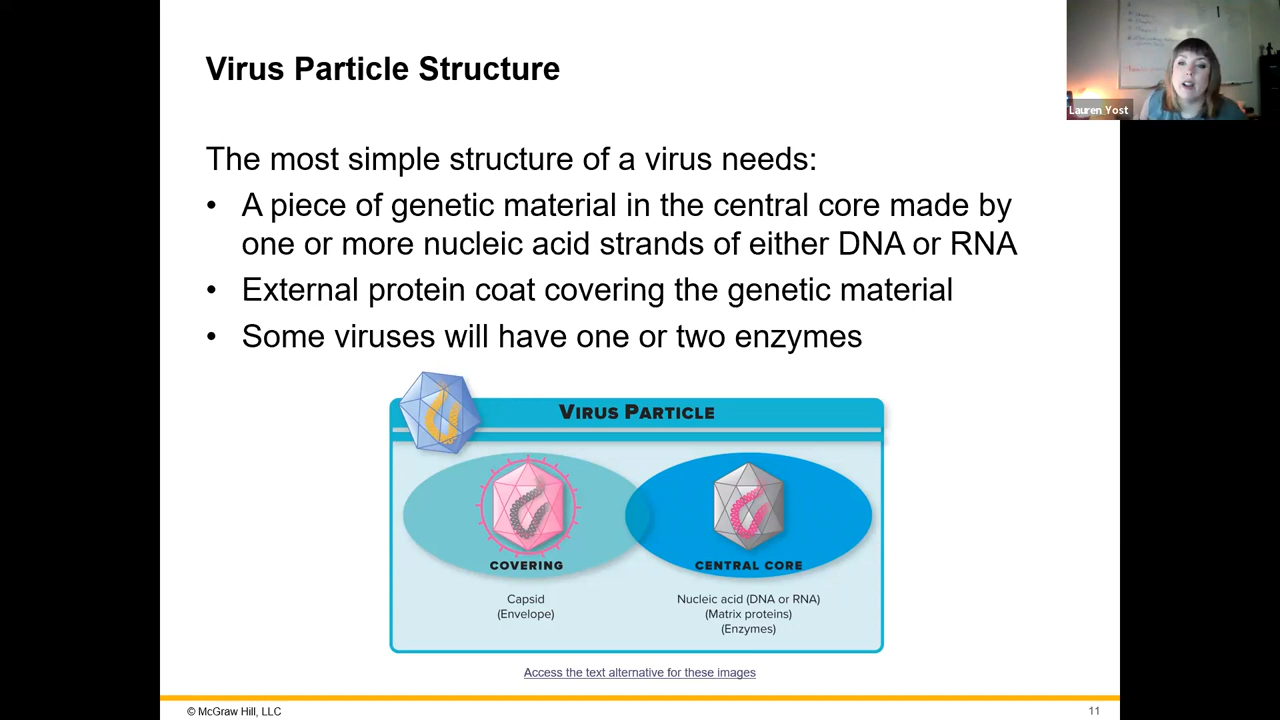 Virus Particle Structure
Lauren Yost
The most simple structure of a virus needs:
• A piece of genetic material in the central core made by
one or more nucleic acid strands of either DNA or RNA
• External protein coat covering the genetic material
• Some viruses will have one or two enzymes
VIRUS PARTICLE
COVERING
CENTRAL CORE
Capsid
(Envelope)
Nucleic acid (DNA or RNA)
(Matrix proteins)
(Enzymes)
Access the text alternative for these images
© McGraw Hill, LLC
11